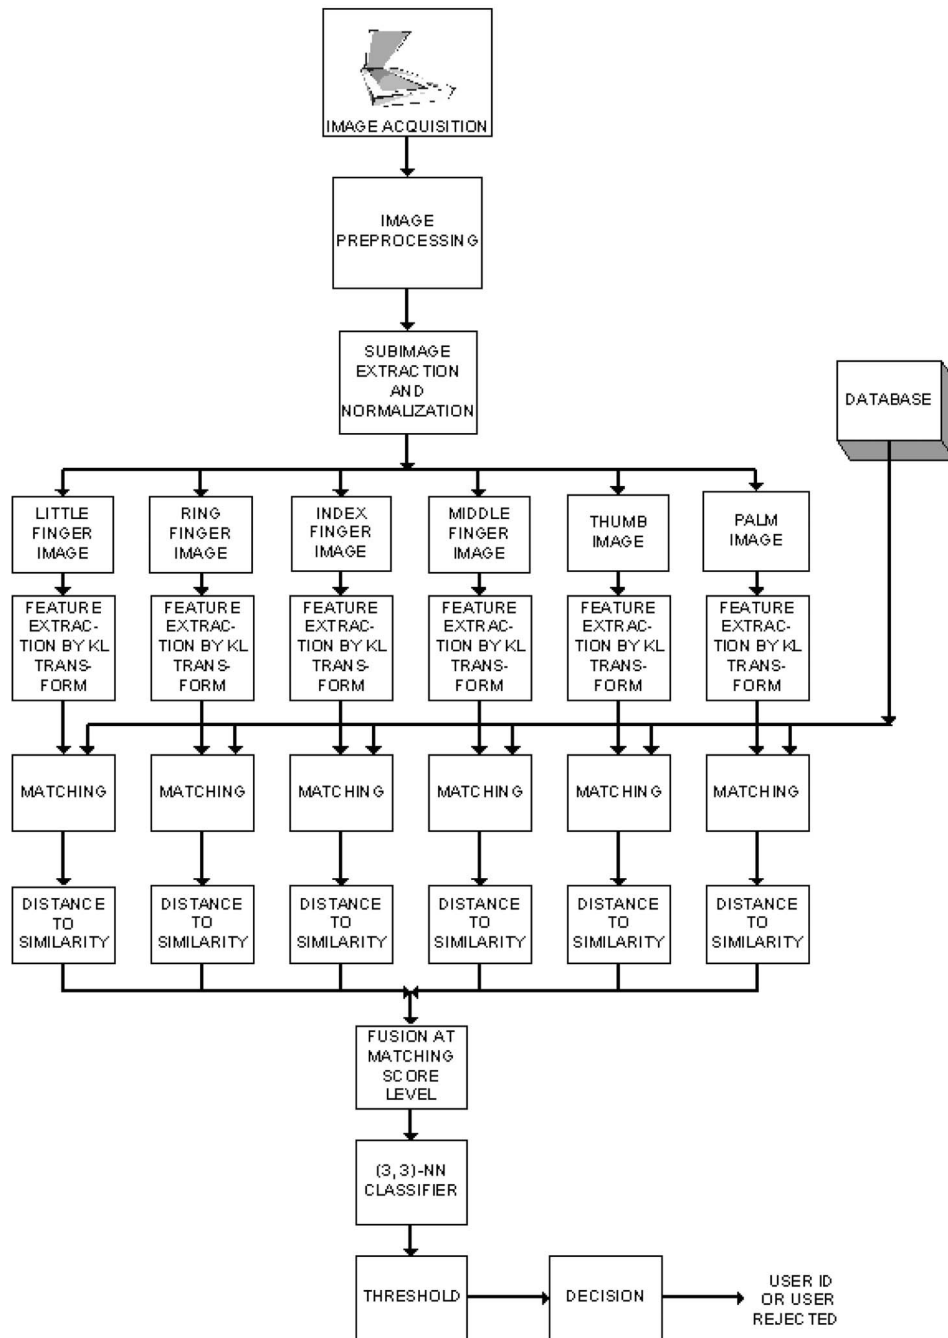 IMAGE ACQUISITION
IMAGE
PREPROCESSING
SUBIMAGE
EXTRACTION
AND
NORMALIZATION
DATABASE
LITTLE
FINGER
IMAGE
RING
FINGER
IMAGE
INDEX
FINGER
IMAGE
MIDDLE
FINGER
IMAGE
THUMB
IMAGE
PALM
IMAGE
FEATURE
EXTRAC-
TION BY KL
TRANS-
FORM
FEATURE
EXTRAC-
TION BY KL
TRANS-
FORM
FEATURE
EXTRAC-
TION BY KL
TRANS-
FORM
FEATURE
EXTRAC-
TION BY KL
TRANS-
FORM
FEATURE
EXTRAC-
TION BY KL
TRANS-
FORM
FEATURE
EXTRAC-
TION BY KL
TRANS-
FORM
MATCHING
MATCHING
MATCHING
MATCHING
MATCHING
MATCHING
DISTANCE
TO
SIMILARITY
DISTANCE
TO
SIMILARITY
DISTANCE
TO
SIMILARITY
DISTANCE
TO
SIMILARITY
DISTANCE
TO
SIMILARITY
DISTANCE
TO
SIMILARITY
FUSION AT
MATCHING
SCORE
LEVEL
(3,3)-NN
CLASSIFIER
THRESHOLD
DECISION
USER ID
OR USER
REJECTED